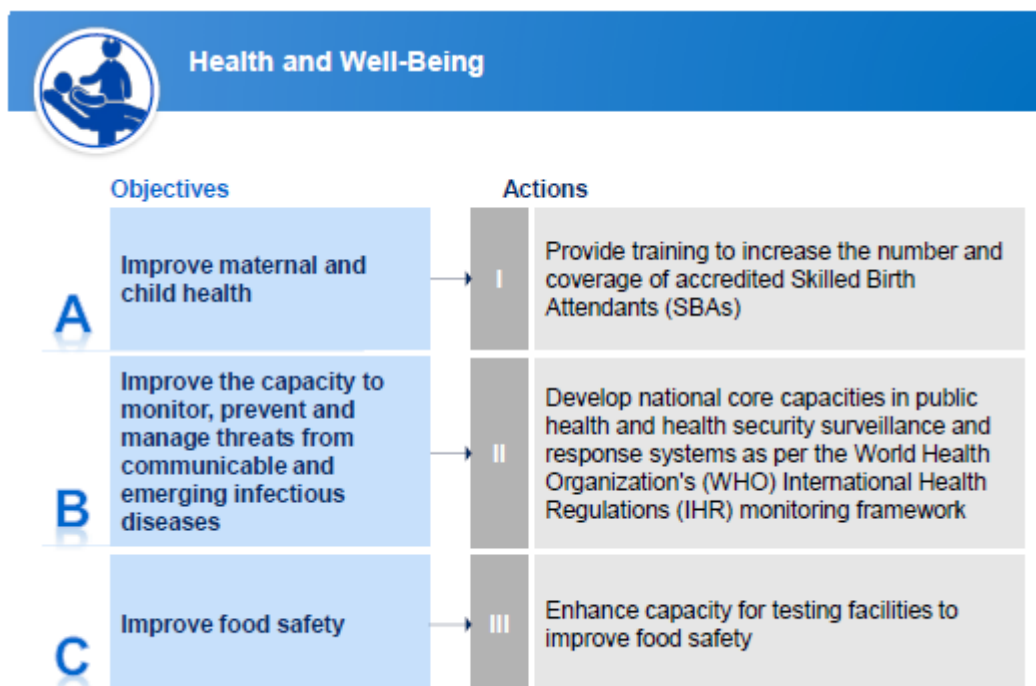 Health and Well-Being
Objectives
Actions
A
Improve maternal and
child health
I
Provide training to increase the number and
coverage of accredited Skilled Birth
Attendants (SBAs)
B
Improve the capacity to
monitor, prevent and
manage threats from
communicable and
emerging infectious
diseases
II
Develop national core capacities in public
health and health security surveillance and
response systems as per the World Health
Organization's (WHO) International Health
Regulations (IHR) monitoring framework
C
Improve food safety
III
Enhance capacity for testing facilities to
improve food safety